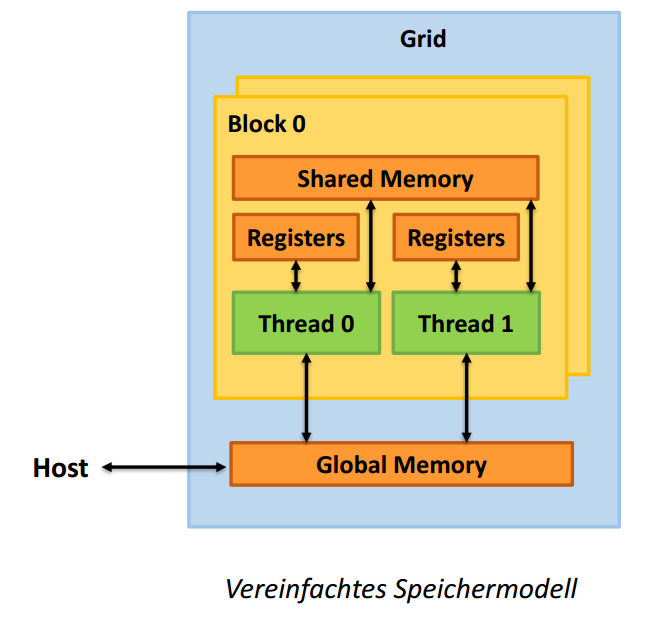 Grid
Block 0
Shared Memory
Registers
Registers
Thread 0
Thread 1
Host
Global Memory
Vereinfachtes Speichermodell